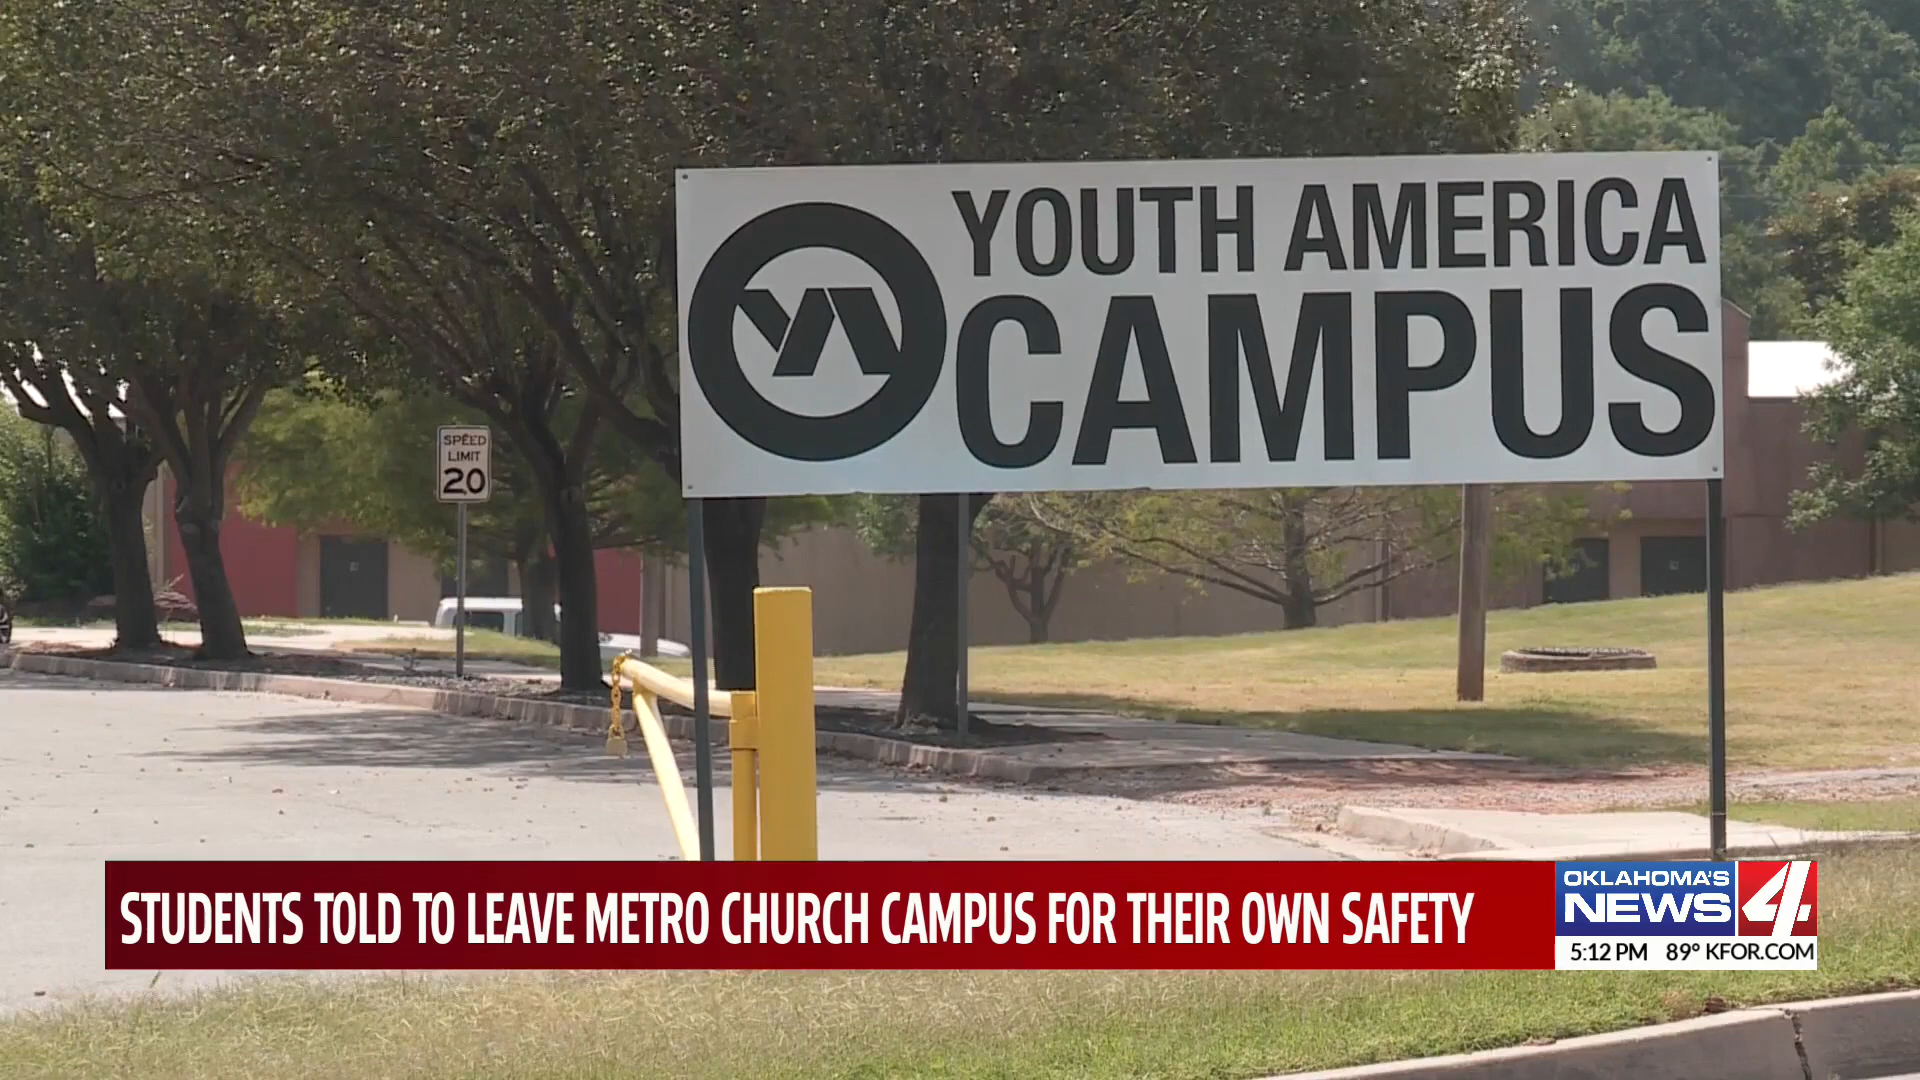 YOUTH AMERICA
CAMPUS
YA
SPEED
LIMIT
20
STUDENTS TOLD TO LEAVE METRO CHURCH CAMPUS FOR THEIR OWN SAFETY
OKLAHOMA'S
NEWS 4
5:12 PM 89° KFOR.COM